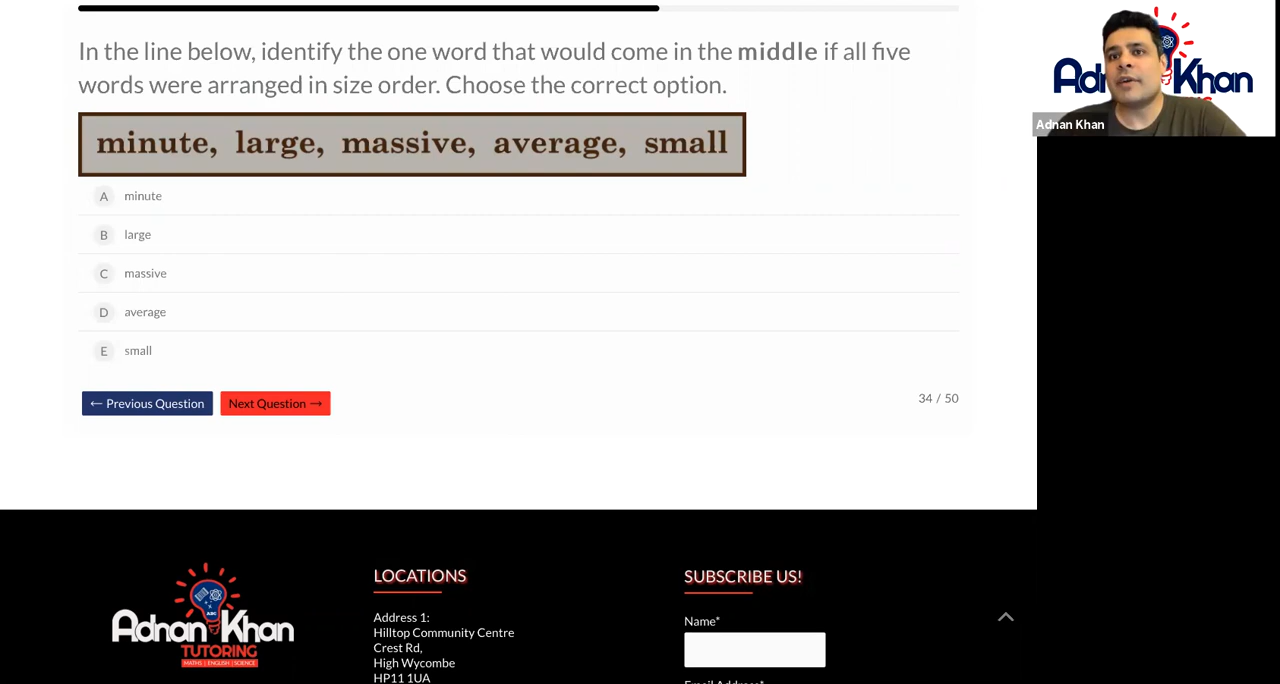 In the line below, identify the one word that would come in the middle if all five
words were arranged in size order. Choose the correct option.
minute, large, massive, average, small
A minute
B large
C massive
D average
E small
← Previous Question
Next Question →
34 / 50
Khan
Adnan Khan
Adnan Khan
TUTORING
MATHS | ENGLISH | SCIENCE
LOCATIONS
Address 1:
Hilltop Community Centre
Crest Rd,
High Wycombe
HP11 1UA
SUBSCRIBE US!
Name*
Email Address*